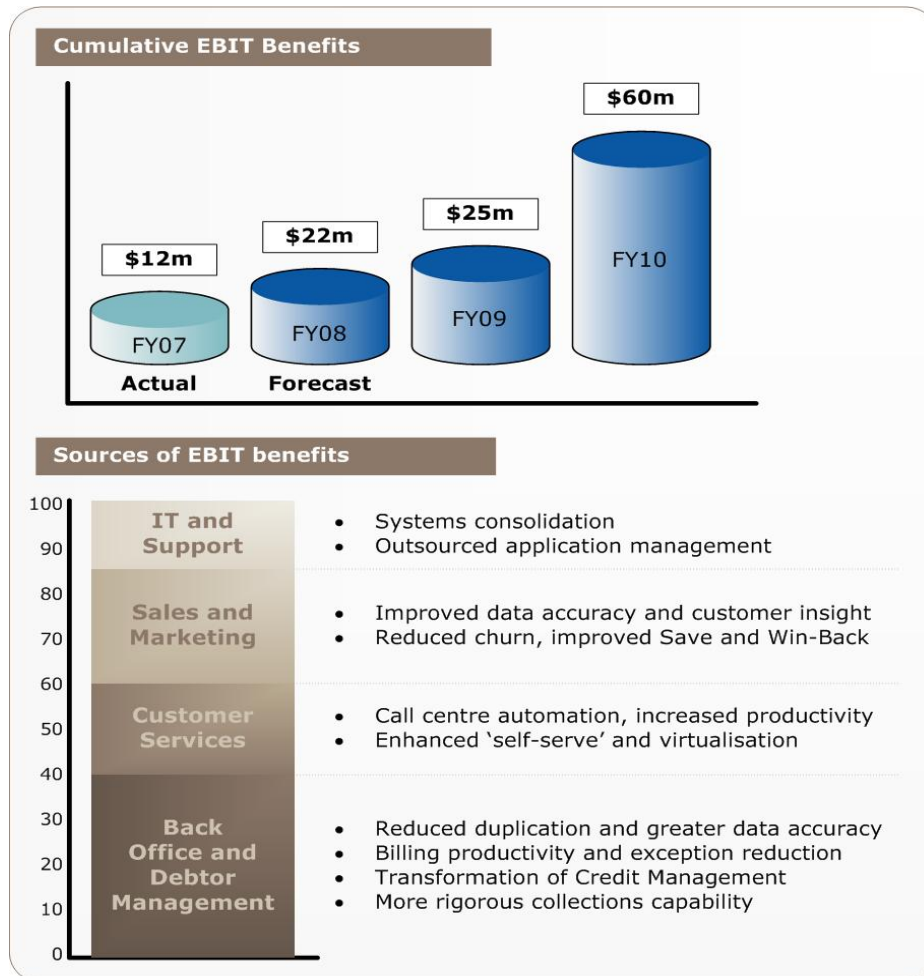 Cumulative EBIT Benefits
$60m
$25m
$22m
$12m
FY10
FY09
FY08
FY07
Actual
Forecast
Sources of EBIT benefits
100
90
80
70
60
50
40
30
20
10
0
IT and
Support
• Systems consolidation
• Outsourced application management
Sales and
Marketing
• Improved data accuracy and customer insight
• Reduced churn, improved Save and Win-Back
Customer
Services
• Call centre automation, increased productivity
• Enhanced ‘self-serve’ and virtualisation
Back
Office and
Debtor
Management
• Reduced duplication and greater data accuracy
• Billing productivity and exception reduction
• Transformation of Credit Management
• More rigorous collections capability